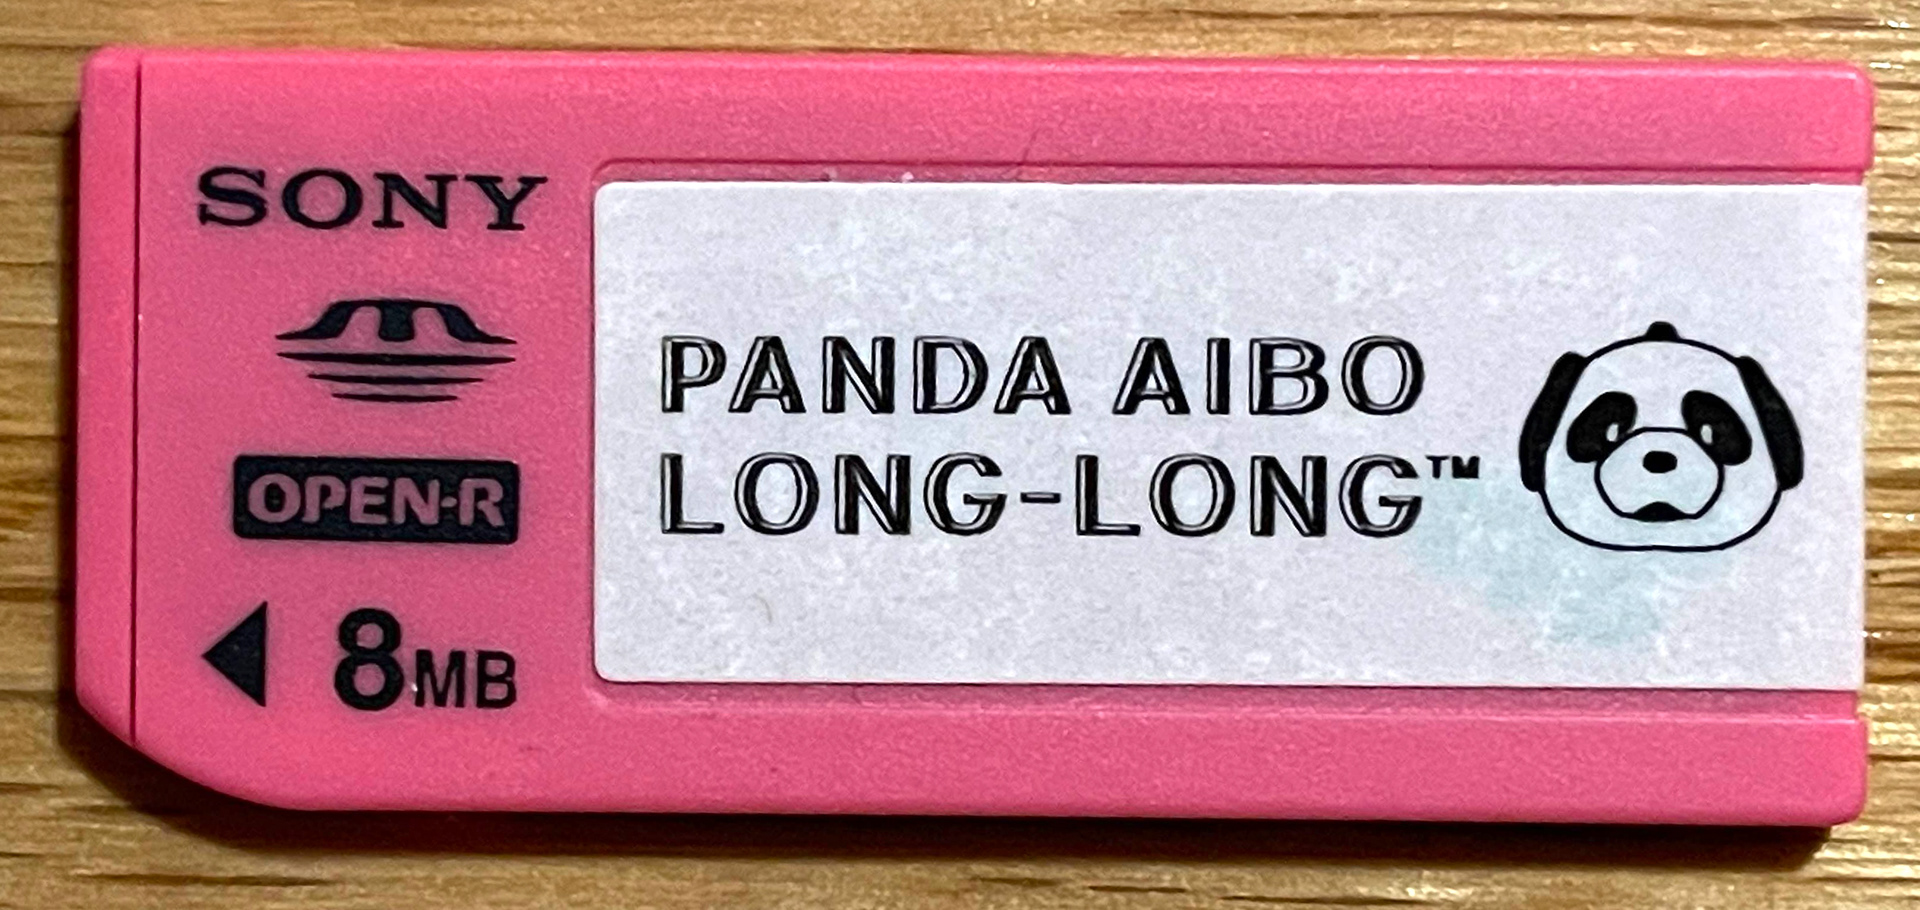 SONY
OPEN-R
8MB
PANDA AIBO
LONG-LONG™